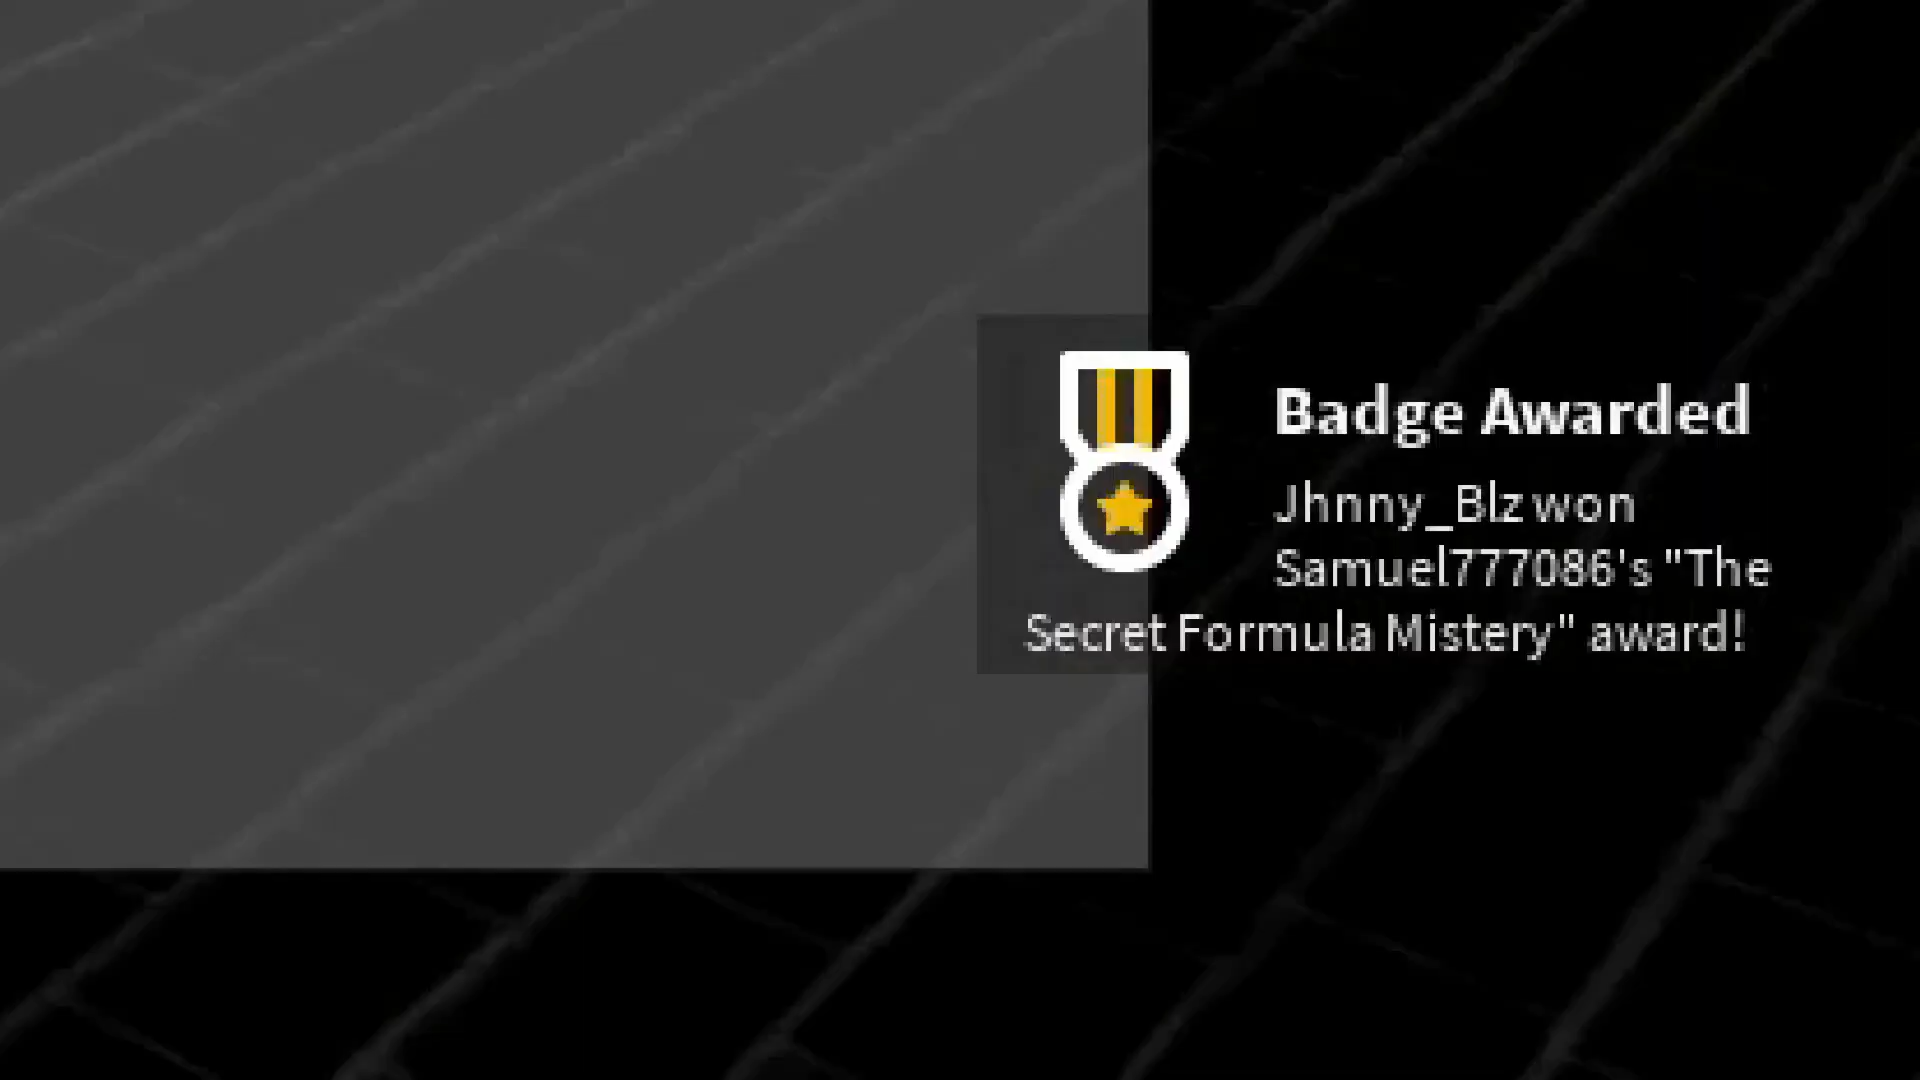 Badge Awarded
Jhnny_Blz won
Samuel777086's "The
Secret Formula Mistery" award!